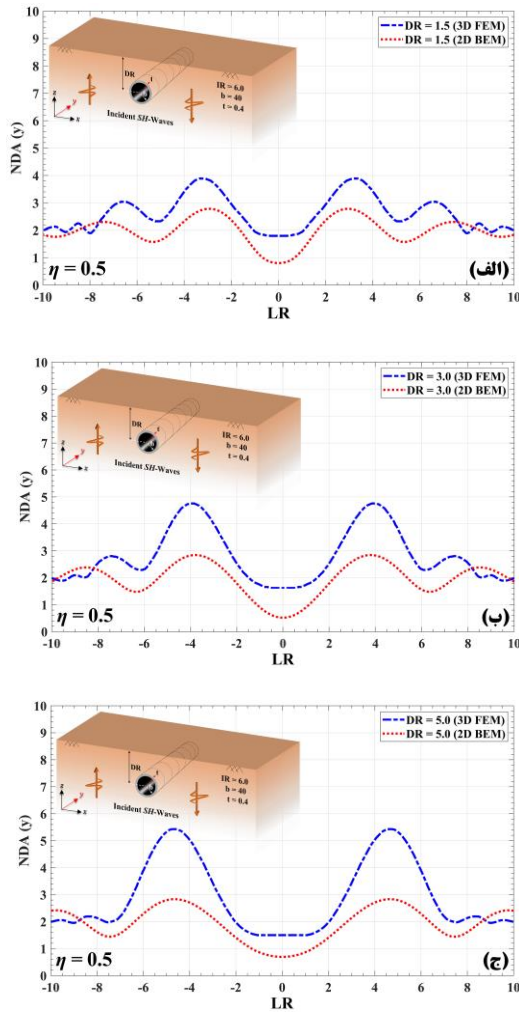 10
9
8
7
6
5
4
3
2
1
0
NDA (y)
DR = 1.5 (3D FEM)
DR = 1.5 (2D BEM)
DR
t
IR = 6.0
b = 40
t = 0.4
z
y
x
Incident SH-Waves
η = 0.5
(الف)
-10 -8 -6 -4 -2 0 2 4 6 8 10
LR
10
9
8
7
6
5
4
3
2
1
0
NDA (y)
DR = 3.0 (3D FEM)
DR = 3.0 (2D BEM)
DR
t
IR = 6.0
b = 40
t = 0.4
z
y
x
Incident SH-Waves
η = 0.5
(ب)
-10 -8 -6 -4 -2 0 2 4 6 8 10
LR
10
9
8
7
6
5
4
3
2
1
0
NDA (y)
DR = 5.0 (3D FEM)
DR = 5.0 (2D BEM)
DR
t
IR = 6.0
b = 40
t = 0.4
z
y
x
Incident SH-Waves
η = 0.5
(ج)
-10 -8 -6 -4 -2 0 2 4 6 8 10
LR